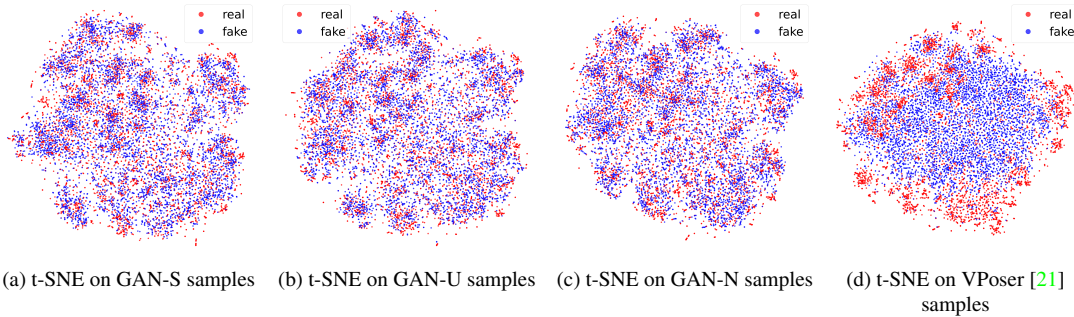 real
fake
real
fake
real
fake
real
fake
(a) t-SNE on GAN-S samples
(b) t-SNE on GAN-U samples
(c) t-SNE on GAN-N samples
(d) t-SNE on VPoser [21]
samples